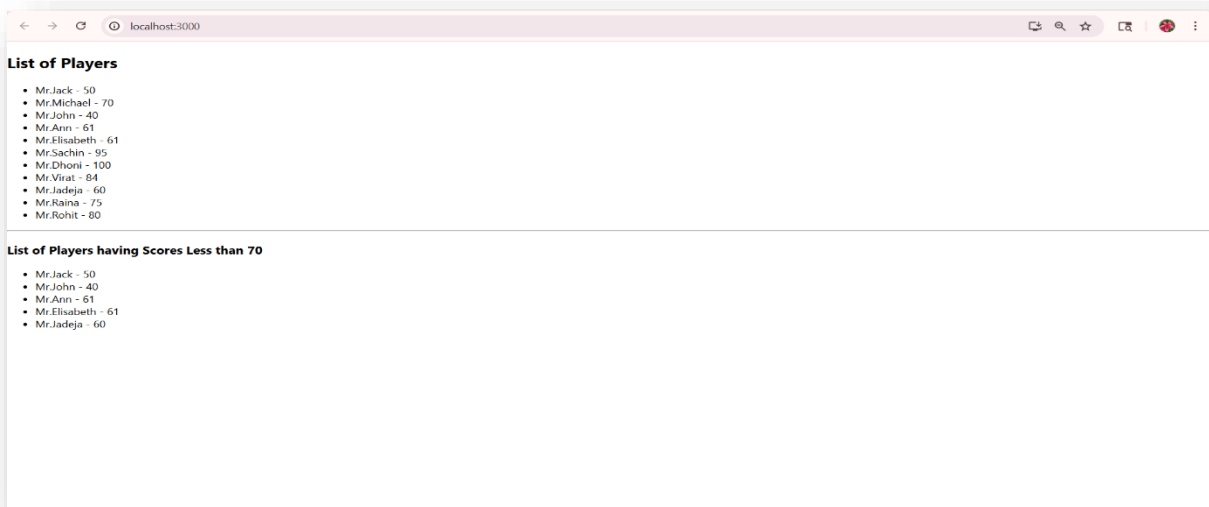 localhost:3000
List of Players
• Mr.Jack - 50
• Mr.Michael - 70
• Mr.John - 40
• Mr.Ann - 61
• Mr.Elisabeth - 61
• Mr.Sachin - 95
• Mr.Dhoni - 100
• Mr.Virat - 84
• Mr.Jadeja - 60
• Mr.Raina - 75
• Mr.Rohit - 80
List of Players having Scores Less than 70
• Mr.Jack - 50
• Mr.John - 40
• Mr.Ann - 61
• Mr.Elisabeth - 61
• Mr.Jadeja - 60